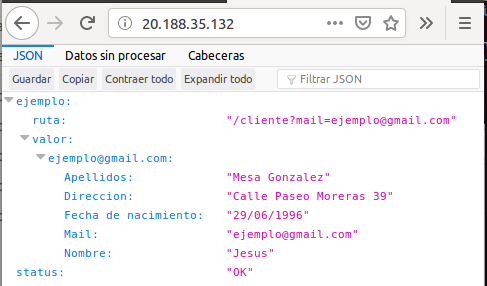 20.188.35.132
JSON Datos sin procesar Cabeceras
Guardar Copiar Contraer todo Expandir todo Filtrar JSON
ejemplo:
ruta: "/cliente?mail=ejemplo@gmail.com"
valor:
ejemplo@gmail.com:
Apellidos: "Mesa Gonzalez"
Direccion: "Calle Paseo Moreras 39"
Fecha de nacimiento: "29/06/1996"
Mail: "ejemplo@gmail.com"
Nombre: "Jesus"
status: "OK"